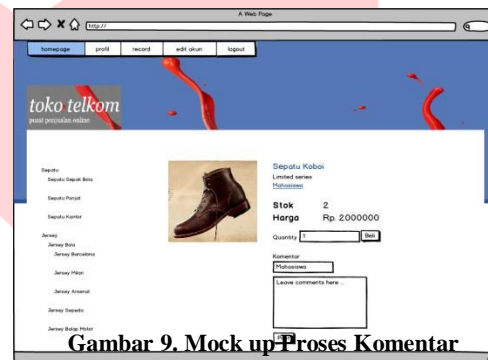 A Web Page
http://
homepage profil record edit akun logout
toko telkom
pusat penjualan online
Sepatu
Sepatu Sepak Bola
Sepatu Panjat
Sepatu Kantor
Jersey
Jersey Bola
Jersey Barcelona
Jersey Milan
Jersey Arsenal
Jersey Sepeda
Jersey Balap Motor
Sepatu Koboi
Limited series
Mahasiswa
Stok 2
Harga Rp. 2000000
Quantity 1 Beli
Komentar
Mahasiswa
Leave comments here ...
Gambar 9. Mock up Proses Komentar